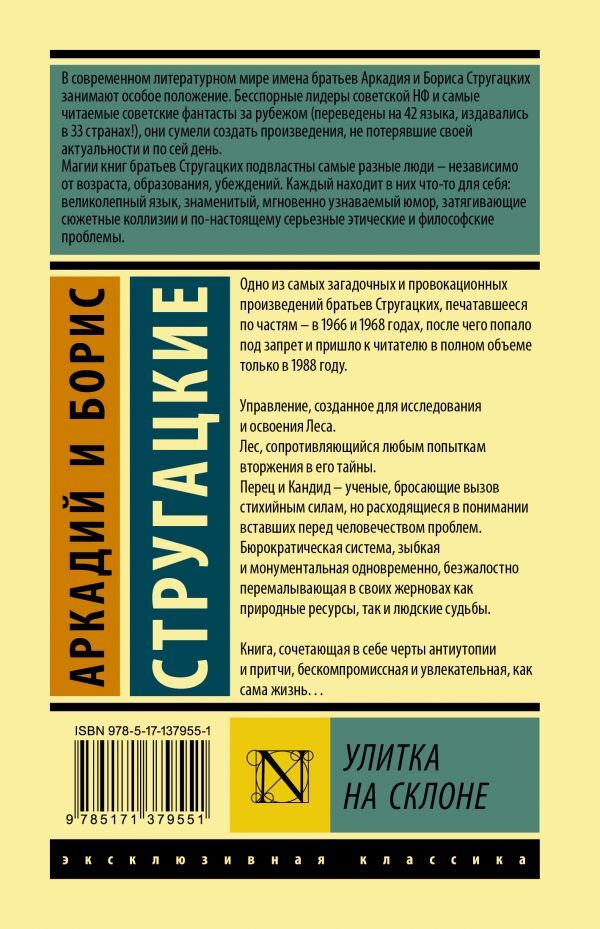 В современном литературном мире имена братьев Аркадия и Бориса Стругацких
занимают особое положение. Бесспорные лидеры советской НФ и самые
читаемые советские фантасты за рубежом (переведены на 42 языка, издавались
в 33 странах!), они сумели создать произведения, не потерявшие своей
актуальности и по сей день.
Магии книг братьев Стругацких подвластны самые разные люди – независимо
от возраста, образования, убеждений. Каждый находит в них что-то для себя:
великолепный язык, знаменитый, мгновенно узнаваемый юмор, затягивающие
сюжетные коллизии и по-настоящему серьезные этические и философские
проблемы.
АРКАДИЙ И БОРИС
СТРУГАЦКИЕ
Одно из самых загадочных и провокационных
произведений братьев Стругацких, печатавшееся
по частям – в 1966 и 1968 годах, после чего попало
под запрет и пришло к читателю в полном объеме
только в 1988 году.
Управление, созданное для исследования
и освоения Леса.
Лес, сопротивляющийся любым попыткам
вторжения в его тайны.
Перец и Кандид – ученые, бросающие вызов
стихийным силам, но расходящиеся в понимании
вставших перед человечеством проблем.
Бюрократическая система, зыбкая
и монументальная одновременно, безжалостно
перемалывающая в своих жерновах как
природные ресурсы, так и людские судьбы.
Книга, сочетающая в себе черты антиутопии
и притчи, бескомпромиссная и увлекательная, как
сама жизнь…
ISBN 978-5-17-137955-1
9 785171 379551
N
УЛИТКА
НА СКЛОНЕ
эксклюзивная классика